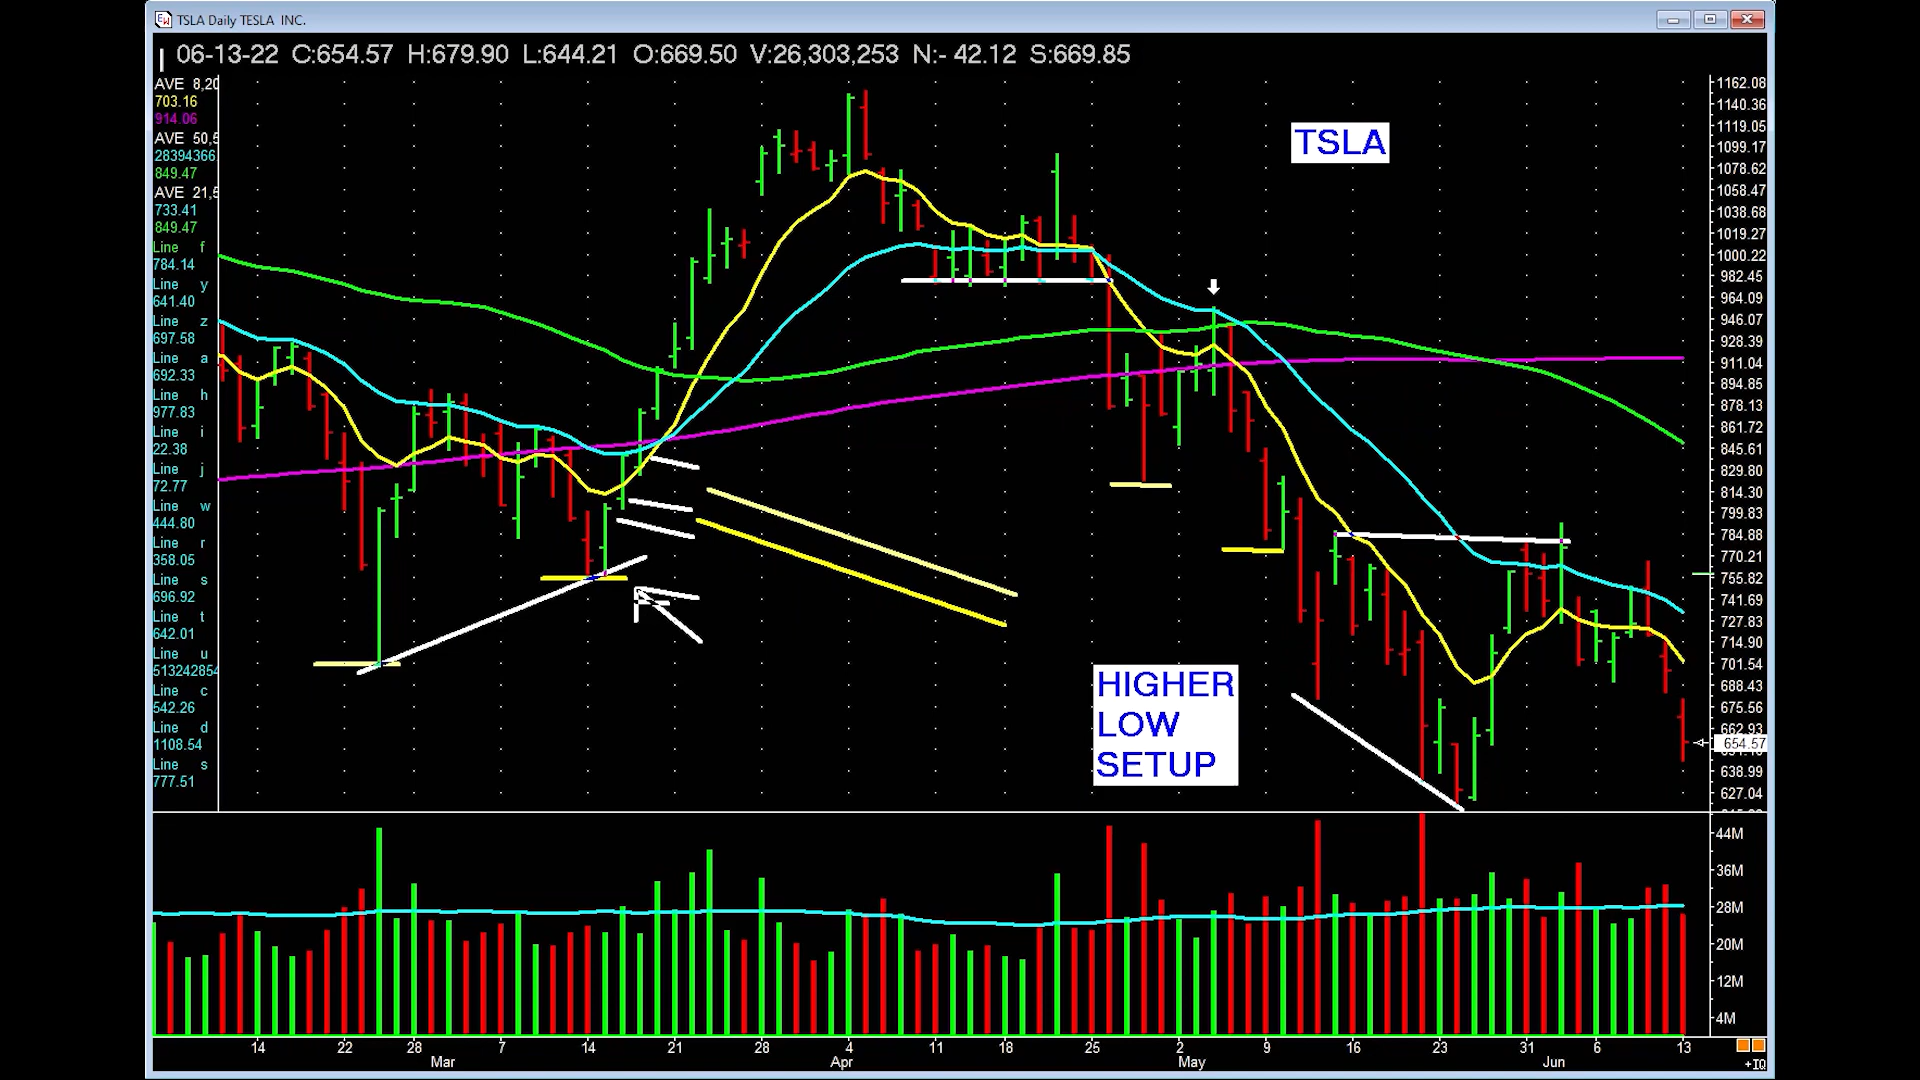 TSLA Daily TESLA INC.
06-13-22 C:654.57 H:679.90 L:644.21 O:669.50 V:26,303,253 N:- 42.12 S:669.85
AVE 8,20
703.16
914.06
AVE 50,5
28394366
849.47
AVE 21,5
733.41
849.47
Line f
784.14
Line y
641.40
Line z
697.58
Line a
692.33
Line h
977.83
Line i
22.38
Line j
72.77
Line w
444.80
Line r
358.05
Line s
696.92
Line t
642.01
Line u
513242854
Line c
542.26
Line d
1108.54
Line s
777.51
TSLA
HIGHER
LOW
SETUP
1162.08
1140.36
1119.05
1099.17
1078.62
1058.47
1038.68
1019.27
1000.22
982.45
964.09
946.07
928.39
911.04
894.85
878.13
861.72
845.61
829.80
814.30
799.83
784.88
770.21
755.82
741.69
727.83
714.90
701.54
688.43
675.56
662.93
654.57
638.99
627.04
44M
36M
28M
20M
12M
4M
14 22 28 7 14 21 28 4 11 18 25 2 9 16 23 31 6 13
Mar Apr May Jun
+IQ